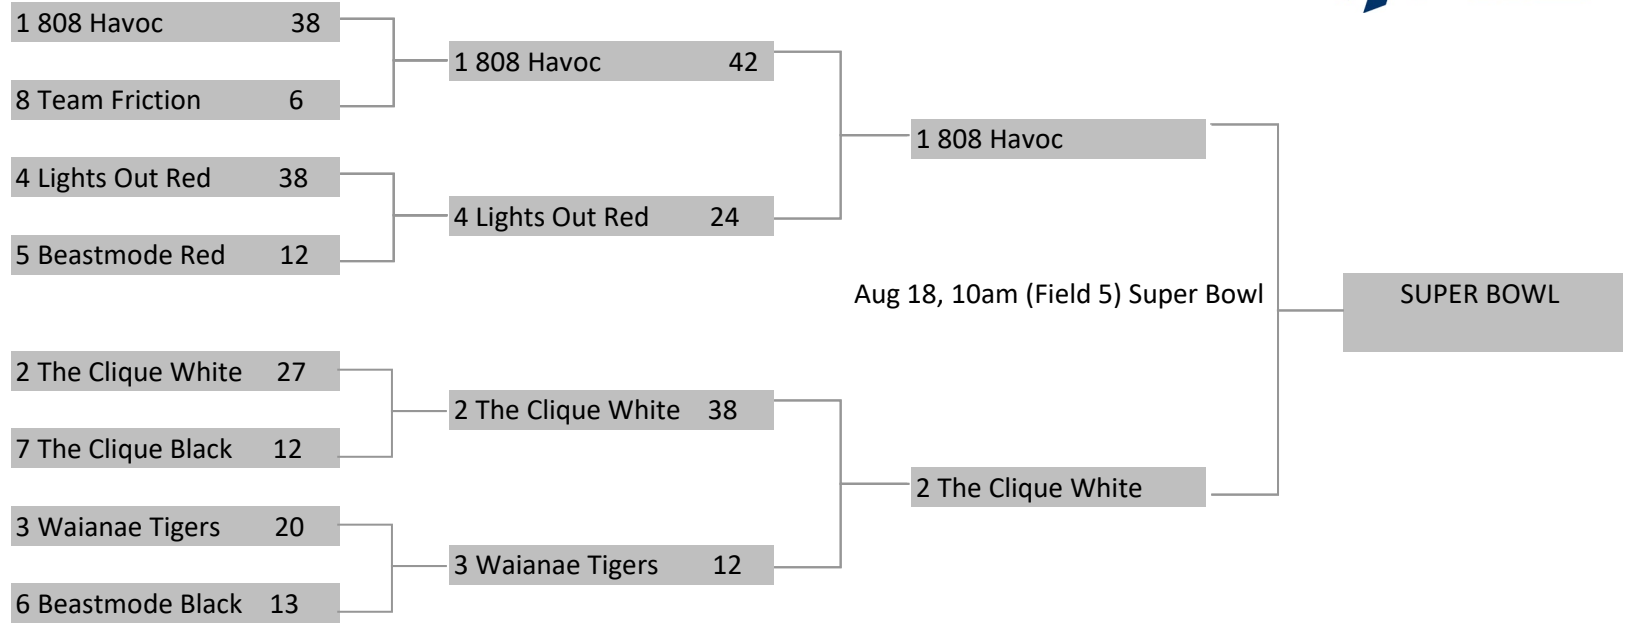 1 808 Havoc 38
8 Team Friction 6
4 Lights Out Red 38
5 Beastmode Red 12
2 The Clique White 27
7 The Clique Black 12
3 Waianae Tigers 20
6 Beastmode Black 13
1 808 Havoc 42
4 Lights Out Red 24
2 The Clique White 38
3 Waianae Tigers 12
1 808 Havoc
Aug 18, 10am (Field 5) Super Bowl
2 The Clique White
SUPER BOWL